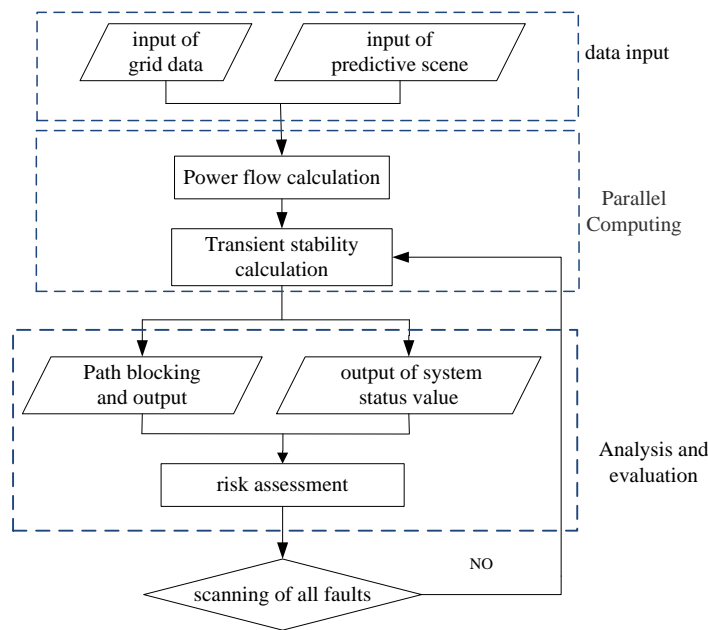 input of
grid data
input of
predictive scene
data input
Power flow calculation
Parallel
Computing
Transient stability
calculation
Path blocking
and output
output of system
status value
Analysis and
evaluation
risk assessment
NO
scanning of all faults